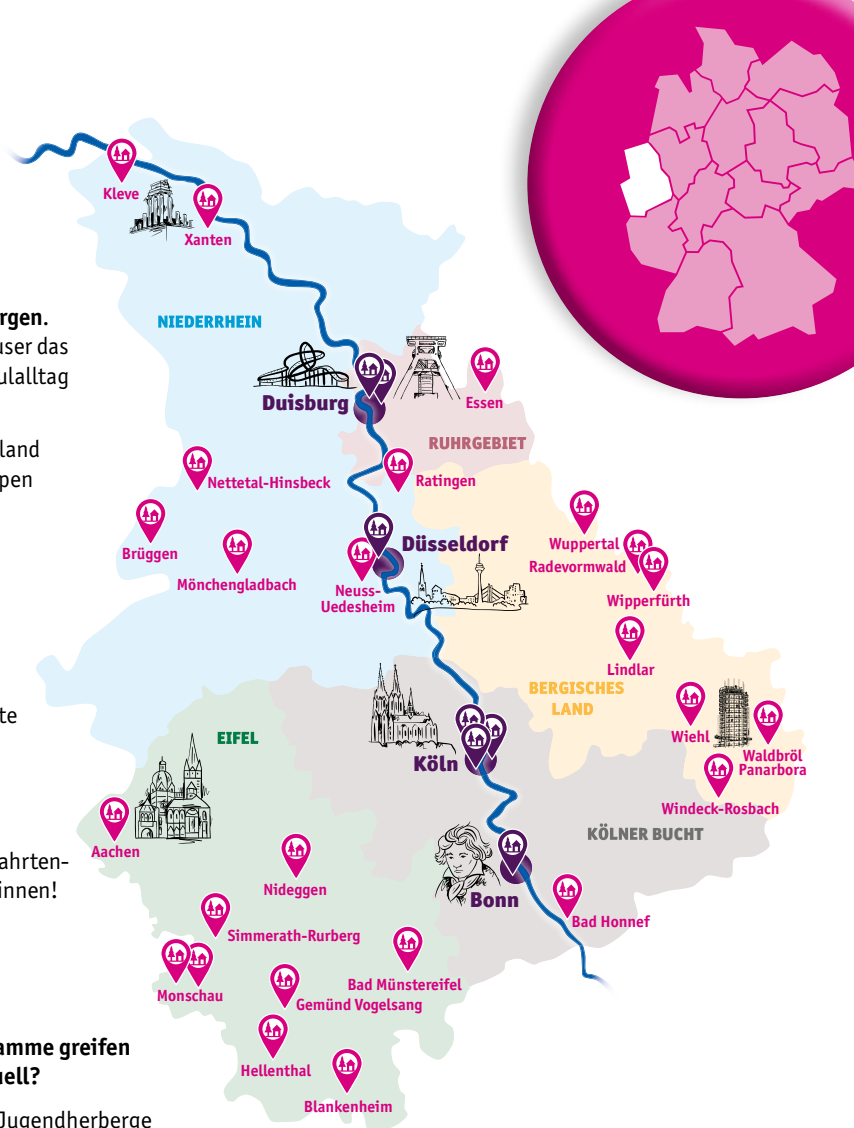 Kleve
Xanten
rgen.
NIEDERRHEIN
user das
ulalltag
Duisburg
Essen
RUHRGEBIET
land
pen
Nettetal-Hinsbeck
Ratingen
Brüggen
Mönchengladbach
Düsseldorf
Neuss-
Uedesheim
Wuppertal
Radevormwald
Wipperfürth
Lindlar
BERGISCHES
LAND
te
EIFEL
Wiehl
Köln
Waldbröl
Panarbora
Windeck-Rosbach
KÖLNER BUCHT
Aachen
ahrten-
innen!
Nideggen
Bonn
Bad Honnef
Simmerath-Rurberg
Monschau
Bad Münstereifel
Gemünd Vogelsang
amme greifen
uell?
Hellenthal
Blankenheim
Jugendherberge